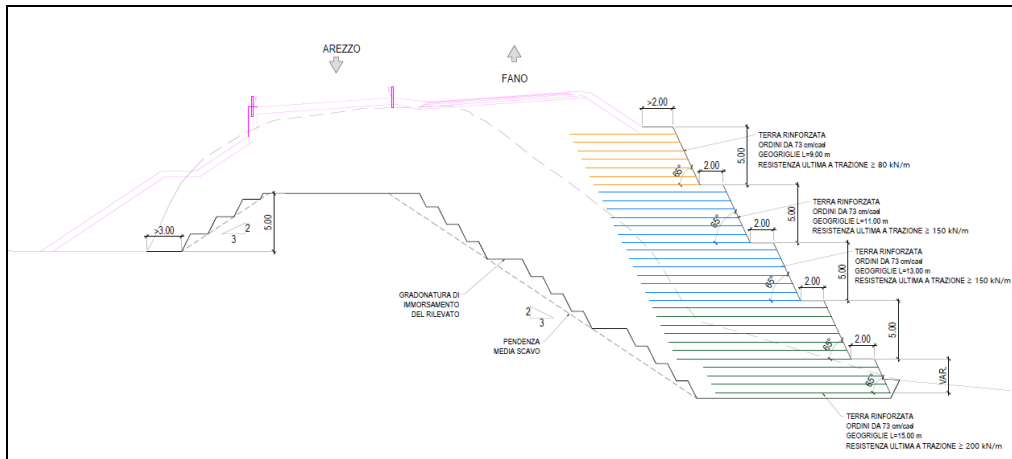 AREZZO
FANO
>2.00
TERRA RINFORZATA
ORDINI DA 73 cm/cad
GEOGRIGLIE L=9.00 m
RESISTENZA ULTIMA A TRAZIONE ≥ 80 kN/m
5.00
65°
2.00
TERRA RINFORZATA
ORDINI DA 73 cm/cad
GEOGRIGLIE L=11.00 m
RESISTENZA ULTIMA A TRAZIONE ≥ 150 kN/m
5.00
65°
2.00
TERRA RINFORZATA
ORDINI DA 73 cm/cad
GEOGRIGLIE L=13.00 m
RESISTENZA ULTIMA A TRAZIONE ≥ 150 kN/m
5.00
65°
2.00
>3.00
2
3
5.00
GRADONATURA DI
IMMORSAMENTO
DEL RILEVATO
2
3
PENDENZA
MEDIA SCAVO
5.00
65°
2.00
65°
VAR.
TERRA RINFORZATA
ORDINI DA 73 cm/cad
GEOGRIGLIE L=15.00 m
RESISTENZA ULTIMA A TRAZIONE ≥ 200 kN/m